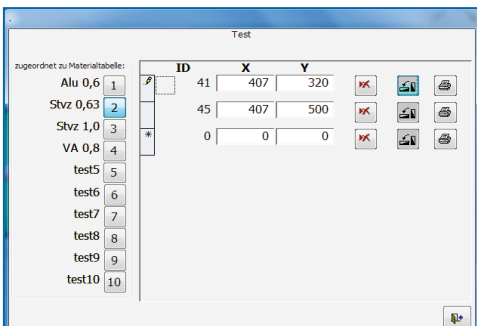 .
Test
zugeordnet zu Materialtabelle:
ID X Y
Alu 0,6 1 41 407 320
Stvz 0,63 2 45 407 500
Stvz 1,0 3 * 0 0 0
VA 0,8 4
test5 5
test6 6
test7 7
test8 8
test9 9
test10 10